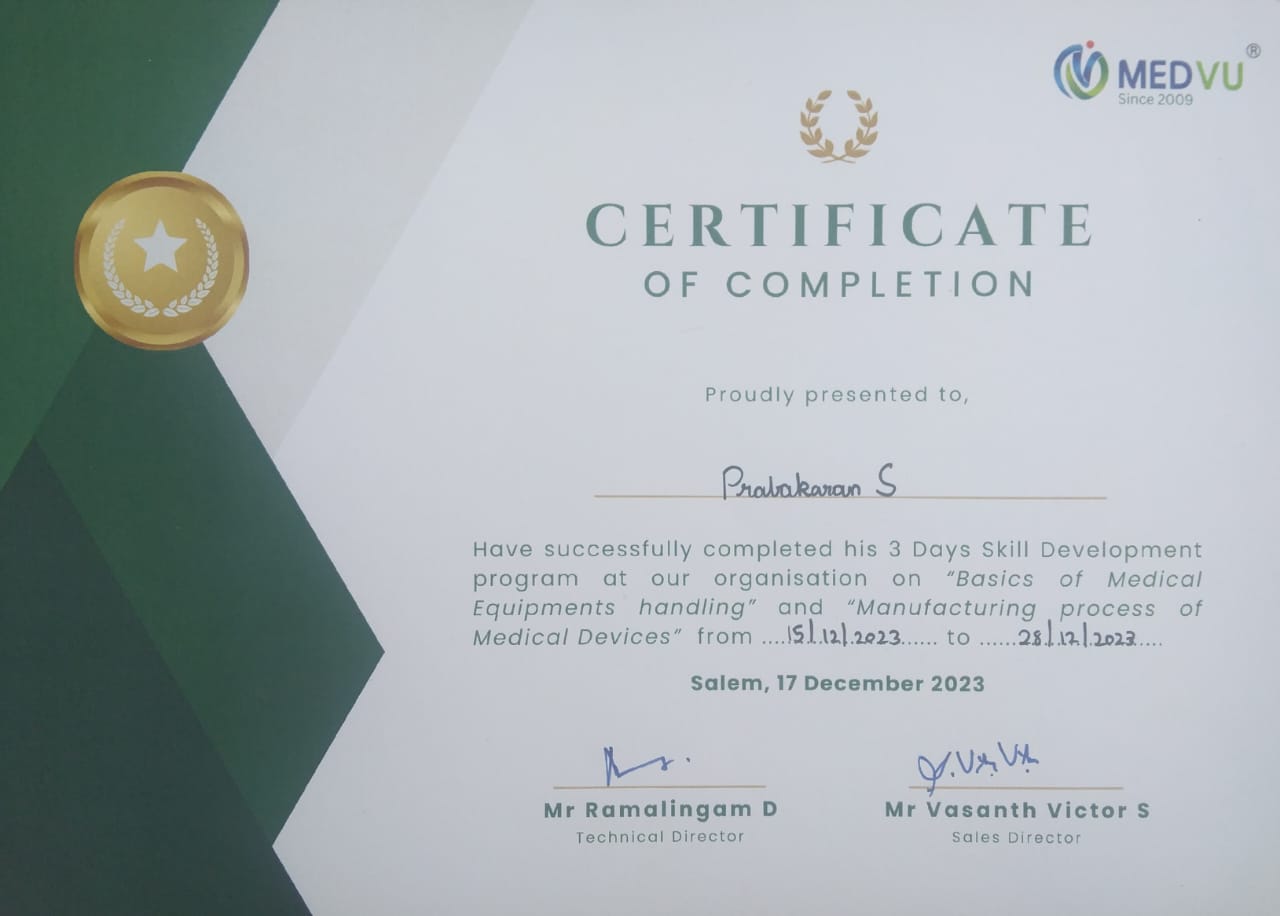 MEDVU®
Since 2009
CERTIFICATE
OF COMPLETION
Proudly presented to,
Prabakaran S
Have successfully completed his 3 Days Skill Development
program at our organisation on “Basics of Medical
Equipments handling” and “Manufacturing process of
Medical Devices” from ....15/.12/.2023...... to ......28/.12/.2023....
Salem, 17 December 2023
Mr Ramalingam D Mr Vasanth Victor S
Technical Director Sales Director